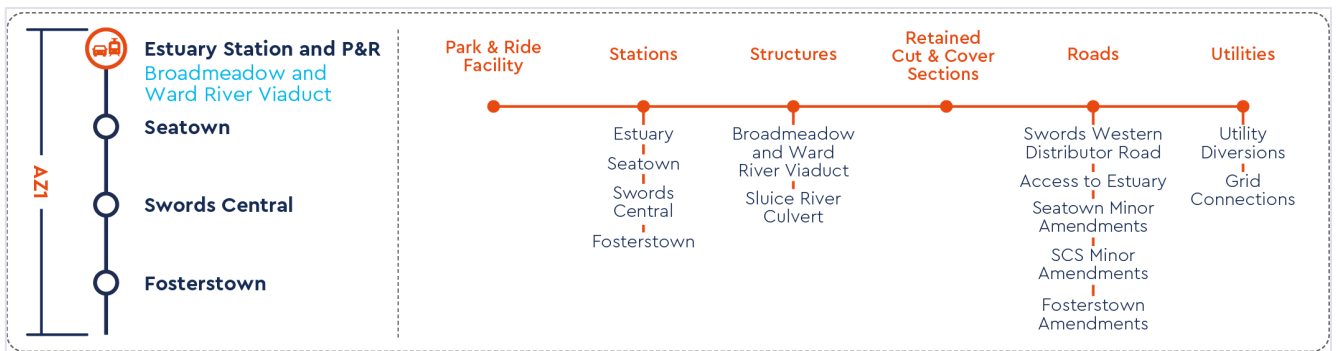 AZ1
Estuary Station and P&R
Broadmeadow and
Ward River Viaduct
Seatown
Swords Central
Fosterstown
Park & Ride
Facility
Stations
Estuary
Seatown
Swords
Central
Fosterstown
Structures
Broadmeadow
and Ward
River Viaduct
Sluice River
Culvert
Retained
Cut & Cover
Sections
Roads
Swords Western
Distributor Road
Access to Estuary
Seatown Minor
Amendments
SCS Minor
Amendments
Fosterstown
Amendments
Utilities
Utility
Diversions
Grid
Connections